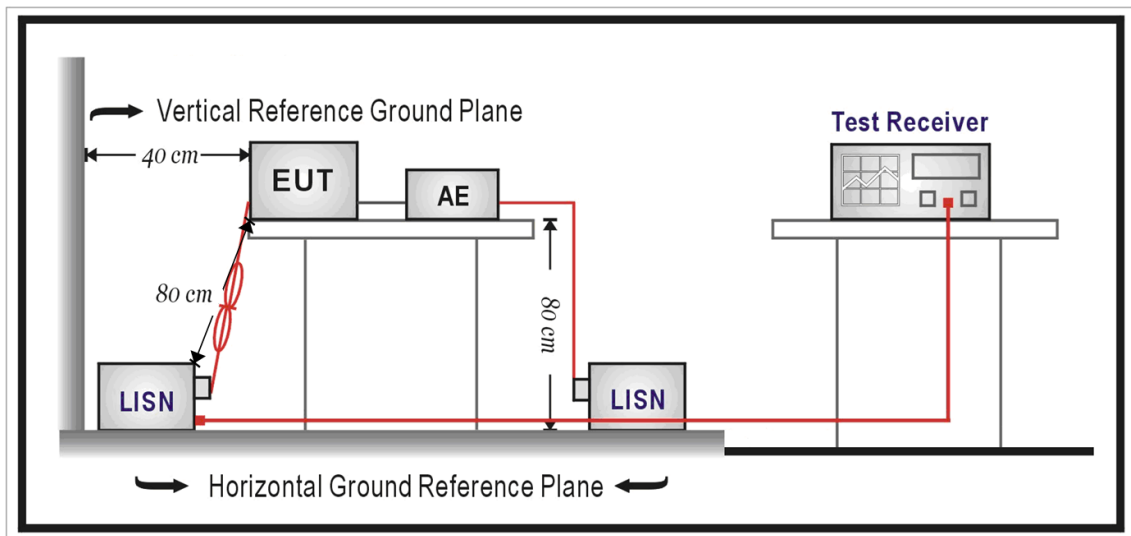 Vertical Reference Ground Plane
Test Receiver
40 cm
EUT
AE
80 cm
80 cm
LISN
LISN
Horizontal Ground Reference Plane